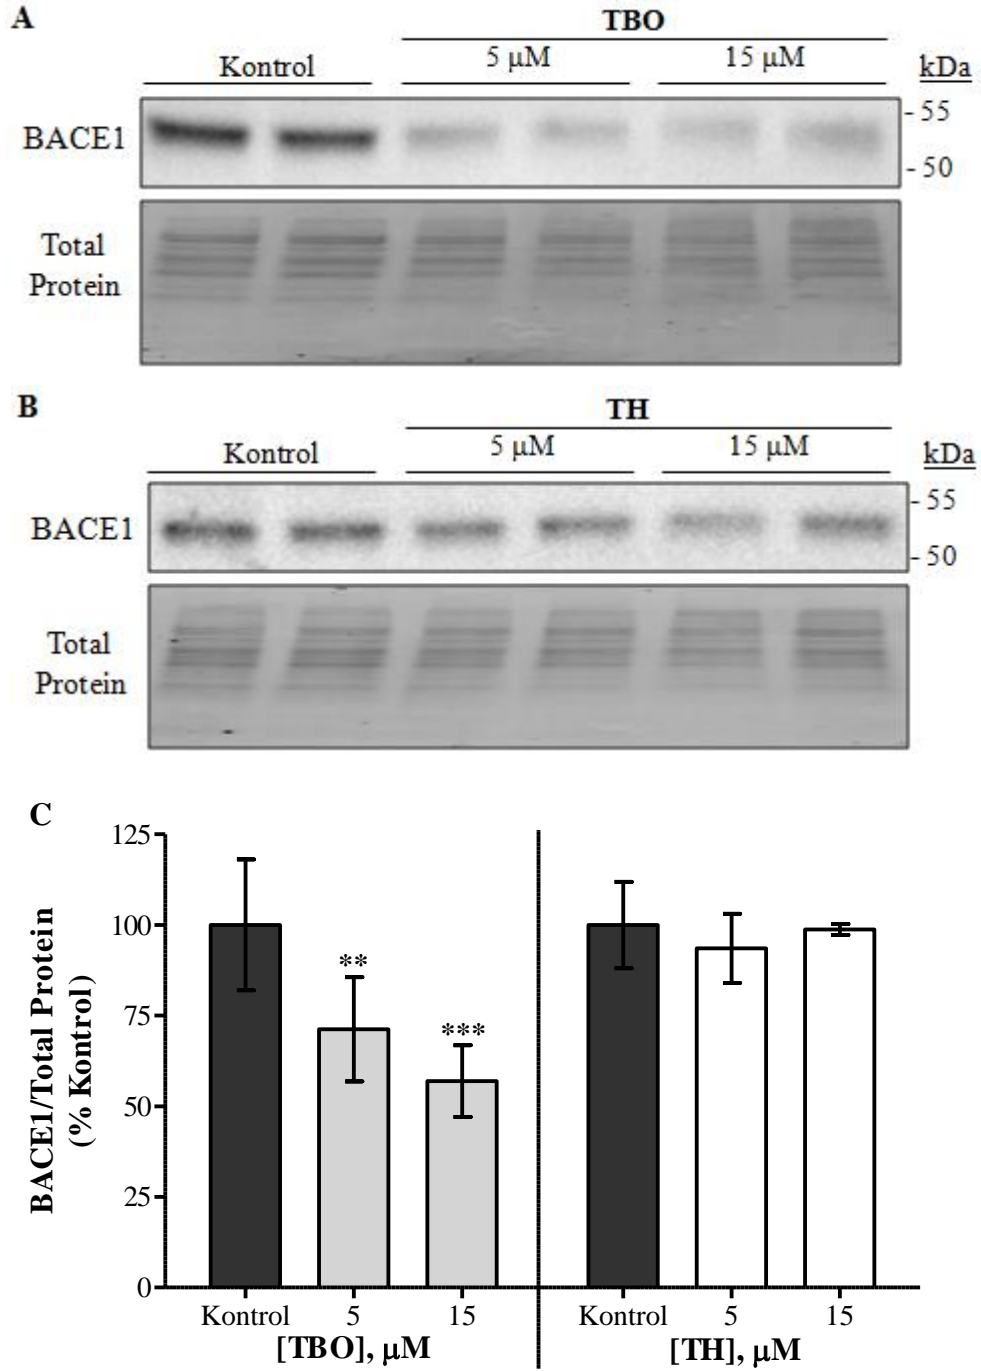 A
TBO
Kontrol 5 μM 15 μM kDa
BACE1
- 55
- 50
Total
Protein
B
TH
Kontrol 5 μM 15 μM kDa
BACE1
- 55
- 50
Total
Protein
C
BACE1/Total Protein
(% Kontrol)
125
100
75
50
25
0
**
***
Kontrol 5 15 Kontrol 5 15
[TBO], μM [TH], μM